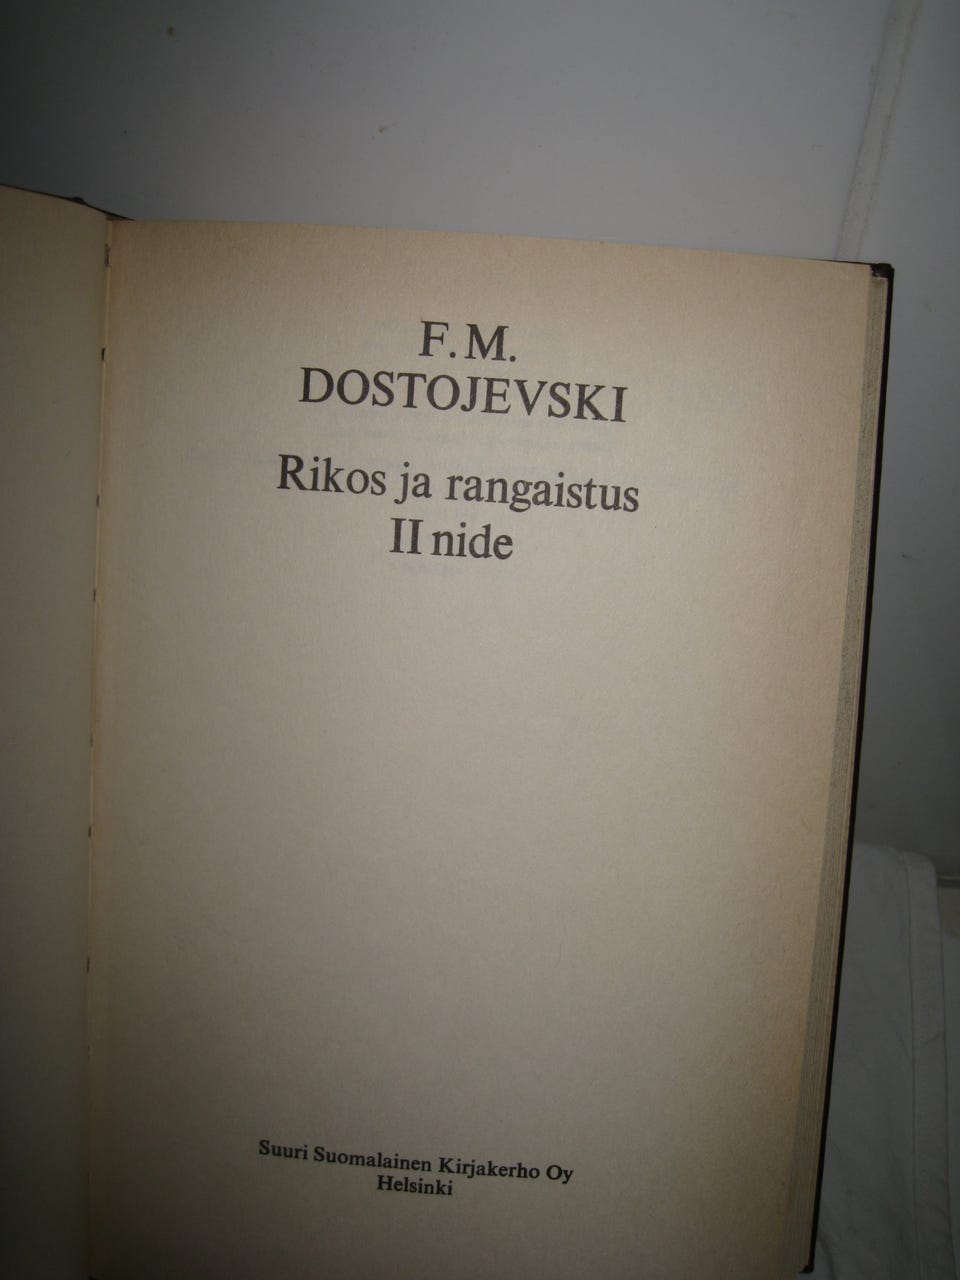 F. M.
DOSTOJEVSKI
Rikos ja rangaistus
II nide
Suuri Suomalainen Kirjakerho Oy
Helsinki